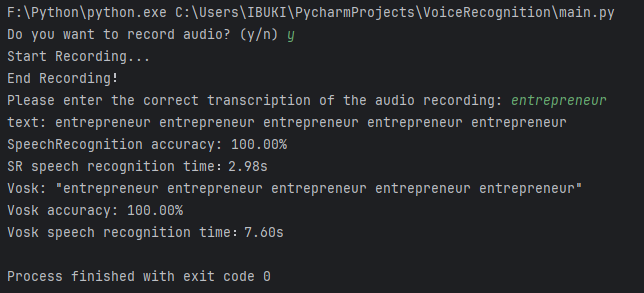 F:\Python\python.exe C:\Users\IBUKI\PycharmProjects\VoiceRecognition\main.py
Do you want to record audio? (y/n) y
Start Recording...
End Recording!
Please enter the correct transcription of the audio recording: entrepreneur
text: entrepreneur entrepreneur entrepreneur entrepreneur entrepreneur
SpeechRecognition accuracy: 100.00%
SR speech recognition time：2.98s
Vosk: "entrepreneur entrepreneur entrepreneur entrepreneur entrepreneur"
Vosk accuracy: 100.00%
Vosk speech recognition time：7.60s
Process finished with exit code 0